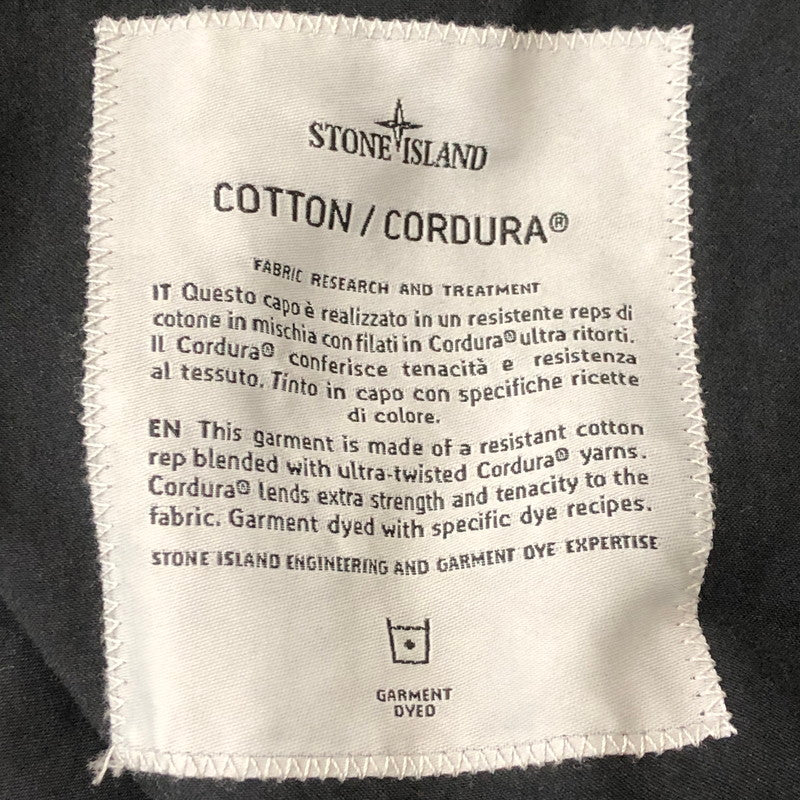 STONE ISLAND
COTTON / CORDURA®
FABRIC RESEARCH AND TREATMENT
IT Questo capo è realizzato in un resistente reps di
cotone in mischia con filati in Cordura® ultra ritorti.
Il Cordura® conferisce tenacità e resistenza
al tessuto. Tinto in capo con specifiche ricette
di colore.
EN This garment is made of a resistant cotton
rep blended with ultra-twisted Cordura® yarns.
Cordura® lends extra strength and tenacity to the
fabric. Garment dyed with specific dye recipes.
STONE ISLAND ENGINEERING AND GARMENT DYE EXPERTISE
GARMENT
DYED